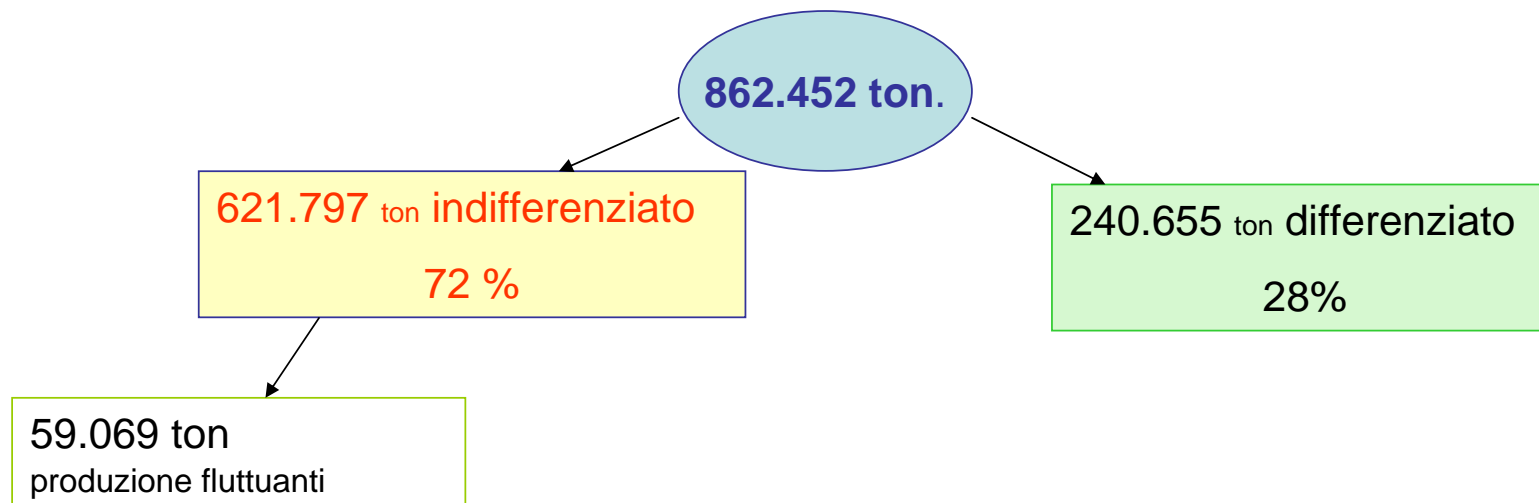 862.452 ton.
621.797 ton indifferenziato
72 %
240.655 ton differenziato
28%
59.069 ton
produzione fluttuanti